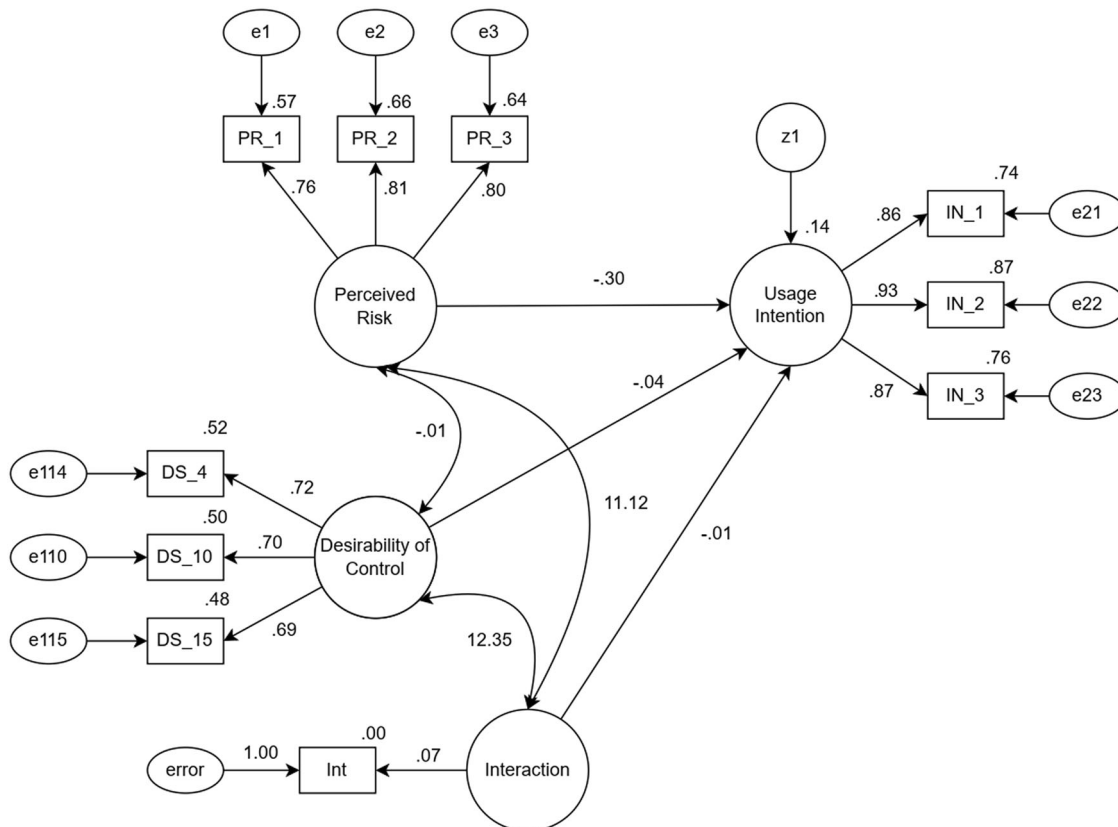 e1
e2
e3
.57
.66
.64
PR_1
PR_2
PR_3
.76
.81
.80
Perceived
Risk
z1
.14
-.30
Usage
Intention
.74
.86
IN_1
e21
.87
.93
IN_2
e22
.76
.87
IN_3
e23
-.04
-.01
11.12
-.01
.52
e114
DS_4
.72
.50
e110
DS_10
.70
Desirability of
Control
.48
e115
DS_15
.69
12.35
.00
error
1.00
Int
.07
Interaction